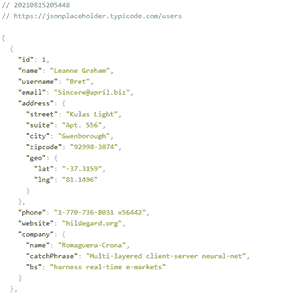 // 20210815205448
// https://jsonplaceholder.typicode.com/users
[
{
"id": 1,
"name": "Leanne Graham",
"username": "Bret",
"email": "Sincere@april.biz",
"address": {
"street": "Kulas Light",
"suite": "Apt. 556",
"city": "Gwenborough",
"zipcode": "92998-3874",
"geo": {
"lat": "-37.3159",
"lng": "81.1496"
}
},
"phone": "1-770-736-8031 x56442",
"website": "hildegard.org",
"company": {
"name": "Romaguera-Crona",
"catchPhrase": "Multi-layered client-server neural-net",
"bs": "harness real-time e-markets"
}
},